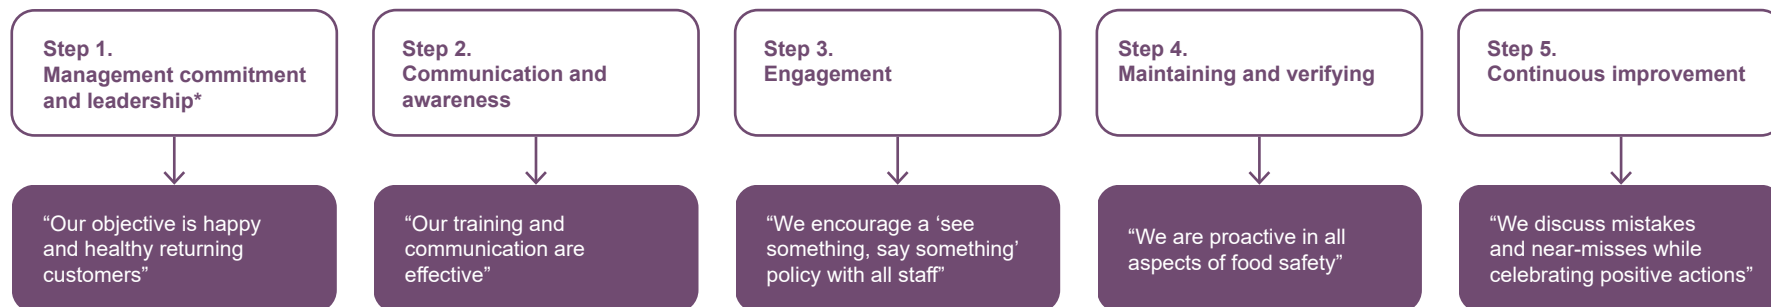 Step 1.
Management commitment
and leadership*
Step 2.
Communication and
awareness
Step 3.
Engagement
Step 4.
Maintaining and verifying
Step 5.
Continuous improvement
“Our objective is happy
and healthy returning
customers”
“Our training and
communication are
effective”
“We encourage a ‘see
something, say something’
policy with all staff”
“We are proactive in all
aspects of food safety”
“We discuss mistakes
and near-misses while
celebrating positive actions”